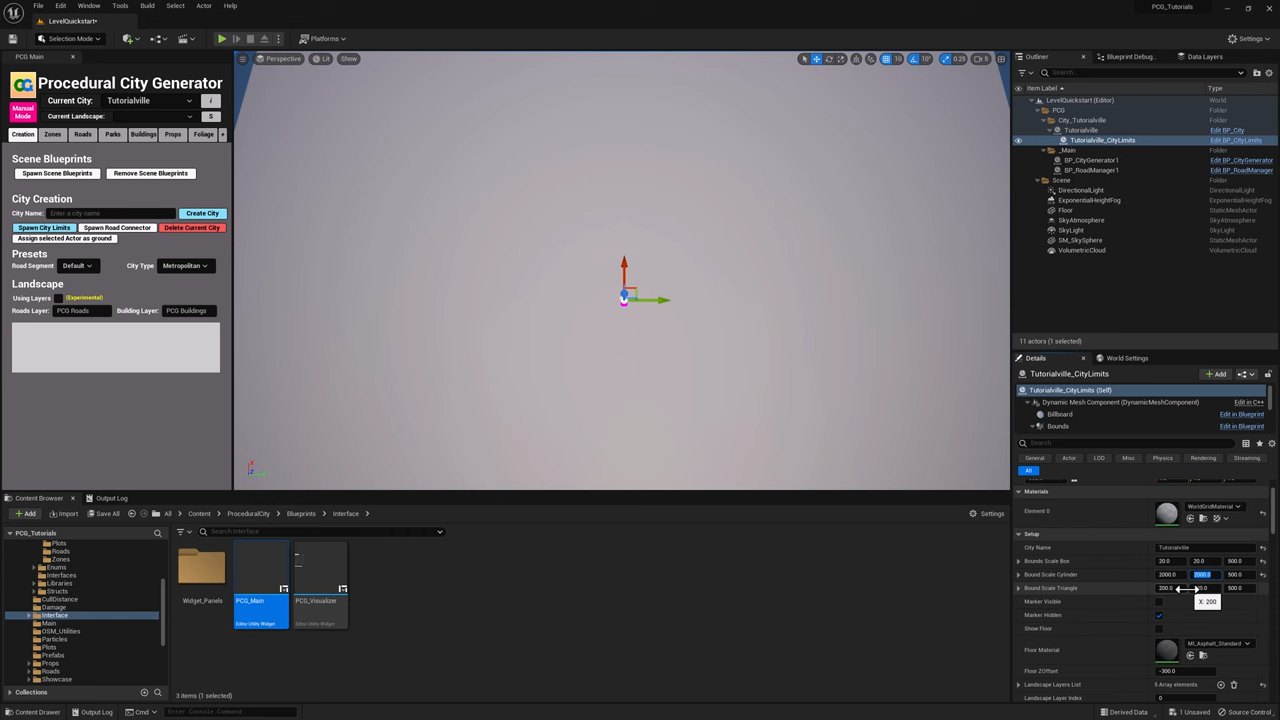 File Edit Window Tools Build Select Actor Help
PCG_Tutorials
LevelQuickstart•
Selection Mode
Platforms
Settings
PCG Main
Procedural City Generator
Manual Mode
Current City: Tutorialville i
Current Landscape: S
Creation Zones Roads Parks Buildings Props Foliage
Scene Blueprints
Spawn Scene Blueprints Remove Scene Blueprints
City Creation
City Name: Enter a city name Create City
Spawn City Limits Spawn Road Connector Delete Current City
Assign selected Actor as ground
Presets
Road Segment Default City Type Metropolitan
Landscape
Using Layers (Experimental)
Roads Layer: PCG Roads Building Layer: PCG Buildings
Perspective Lit Show
10 10° 0.25 5
Outliner Blueprint Debug.. Data Layers
Search...
Item Label Type
LevelQuickstart (Editor) World
PCG Folder
City_Tutorialville Folder
Tutorialville Edit BP_City
Tutorialville_CityLimits Edit BP_CityLimits
_Main Folder
BP_CityGenerator1 Edit BP_CityGenerator
BP_RoadManager1 Edit BP_RoadManager
Scene Folder
DirectionalLight DirectionalLight
ExponentialHeightFog ExponentialHeightFog
Floor StaticMeshActor
SkyAtmosphere SkyAtmosphere
SkyLight SkyLight
SM_SkySphere StaticMeshActor
VolumetricCloud VolumetricCloud
11 actors (1 selected)
Details World Settings
Tutorialville_CityLimits Add
Tutorialville_CityLimits (Self)
Dynamic Mesh Component (DynamicMeshComponent) Edit in C++
Billboard Edit in Blueprint
Bounds Edit in Blueprint
Search
General Actor LOD Misc Physics Rendering Streaming
All
Materials
Element 0 WorldGridMaterial
Setup
City Name Tutorialville
Bounds Scale Box 20.0 20.0 500.0
Bound Scale Cylinder 2000.0 2000.0 500.0
Bound Scale Triangle 200.0 500.0
Marker Visible X: 200
Marker Hidden
Show Floor
Floor Material MI_Asphalt_Standard
Floor ZOffset -300.0
Landscape Layers List 5 Array elements
Landscape Layer Index 0
Content Browser Output Log
Add Import Save All All Content ProceduralCity Blueprints Interface Settings
PCG_Tutorials
Plots
Roads
Zones
Enums
Interfaces
Libraries
Structs
CullDistance
Damage
Interface
Main
OSM_Utilities
Particles
Plots
Prefabs
Props
Roads
Showcase
Collections
Search Interface
Widget_Panels
PCG_Main
Editor Utility Widget
PCG_Visualizer
Editor Utility Widget
3 items (1 selected)
Content Drawer Output Log Cmd Enter Console Command Derived Data 1 Unsaved Source Control